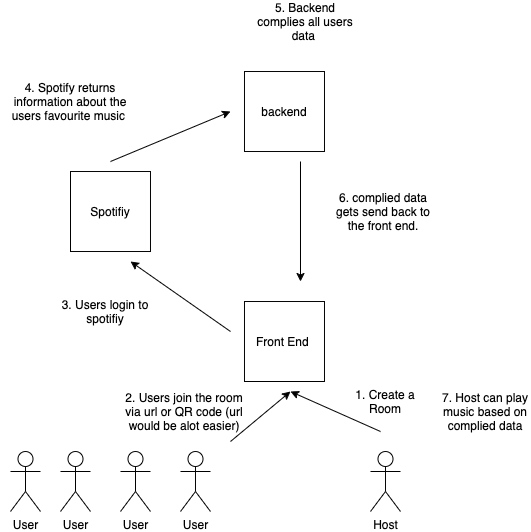 5. Backend
complies all users
data
4. Spotify returns
information about the
users favourite music
backend
Spotifiy
6. complied data
gets send back to
the front end.
3. Users login to
spotifiy
Front End
2. Users join the room
via url or QR code (url
would be alot easier)
1. Create a
Room
7. Host can play
music based on
complied data
User
User
User
User
Host